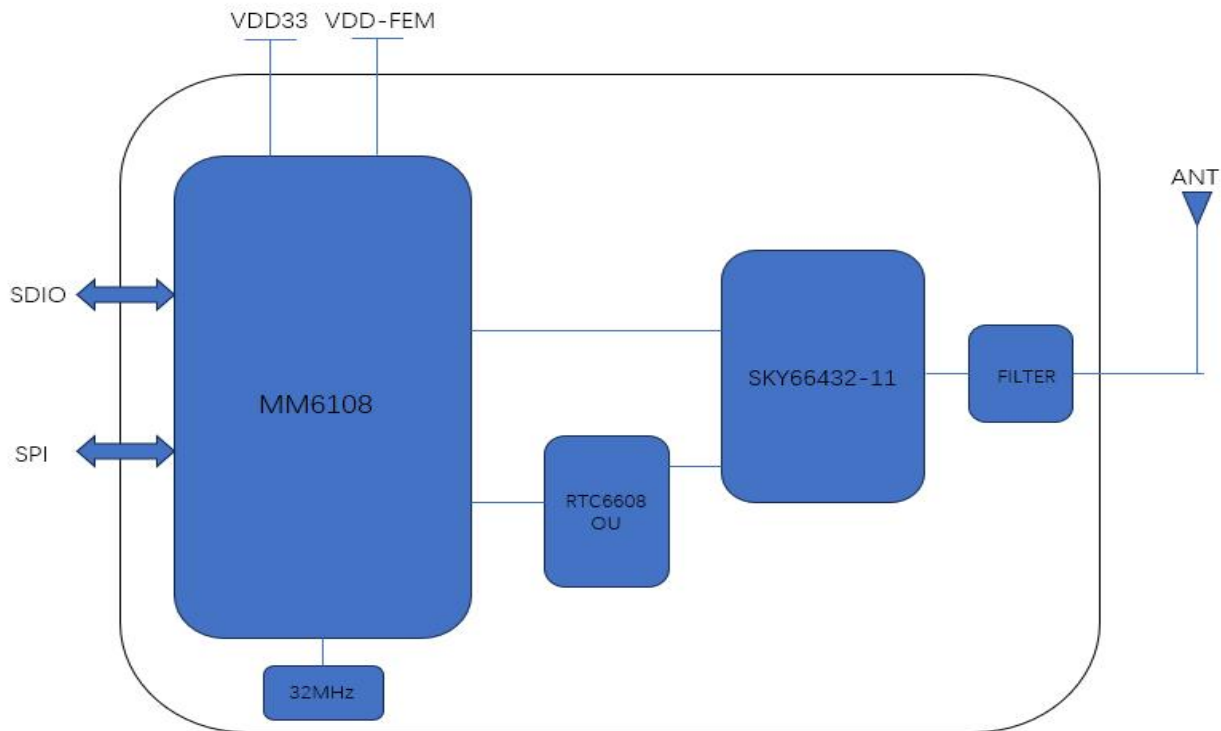 VDD33 VDD-FEM
ANT
SDIO
SKY66432-11
FILTER
MM6108
SPI
RTC6608
OU
32MHz